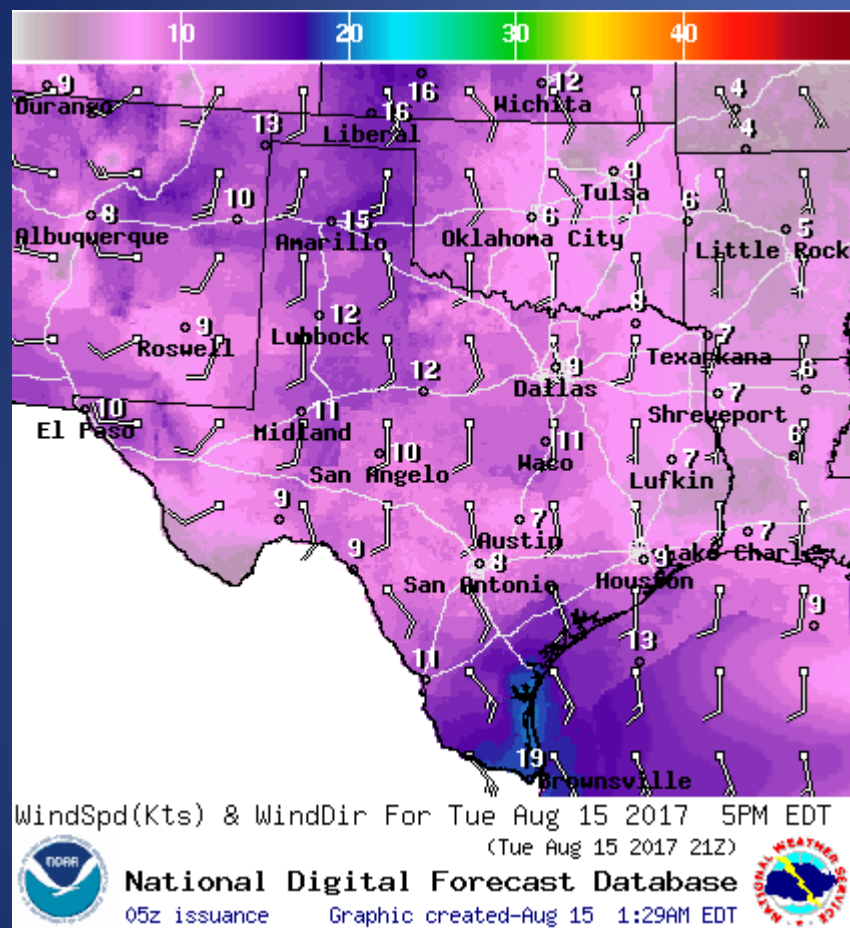 10 20 30 40
9 16 12 4
Durango Wichita
16
Liberal
13 4
9
Tulsa
8 10 15 6 6 5
Albuquerque Amarillo Oklahoma City Little Rock
9 12 8
Roswell Lubbock 7
Texarkana
9
12 Dallas 7 6
10 11 Shreveport
El Paso Midland 11
10 Waco 8
San Angelo 7
Lufkin
9 7 7
Austin Lake Charles
9 8 9
San Antonio Houston
9
13
11
19
Brownsville
WindSpd(Kts) & WindDir For Tue Aug 15 2017 5PM EDT
(Tue Aug 15 2017 21Z)
NOAA
National Digital Forecast Database
05z issuance Graphic created-Aug 15 1:29AM EDT
NATIONAL WEATHER SERVICE